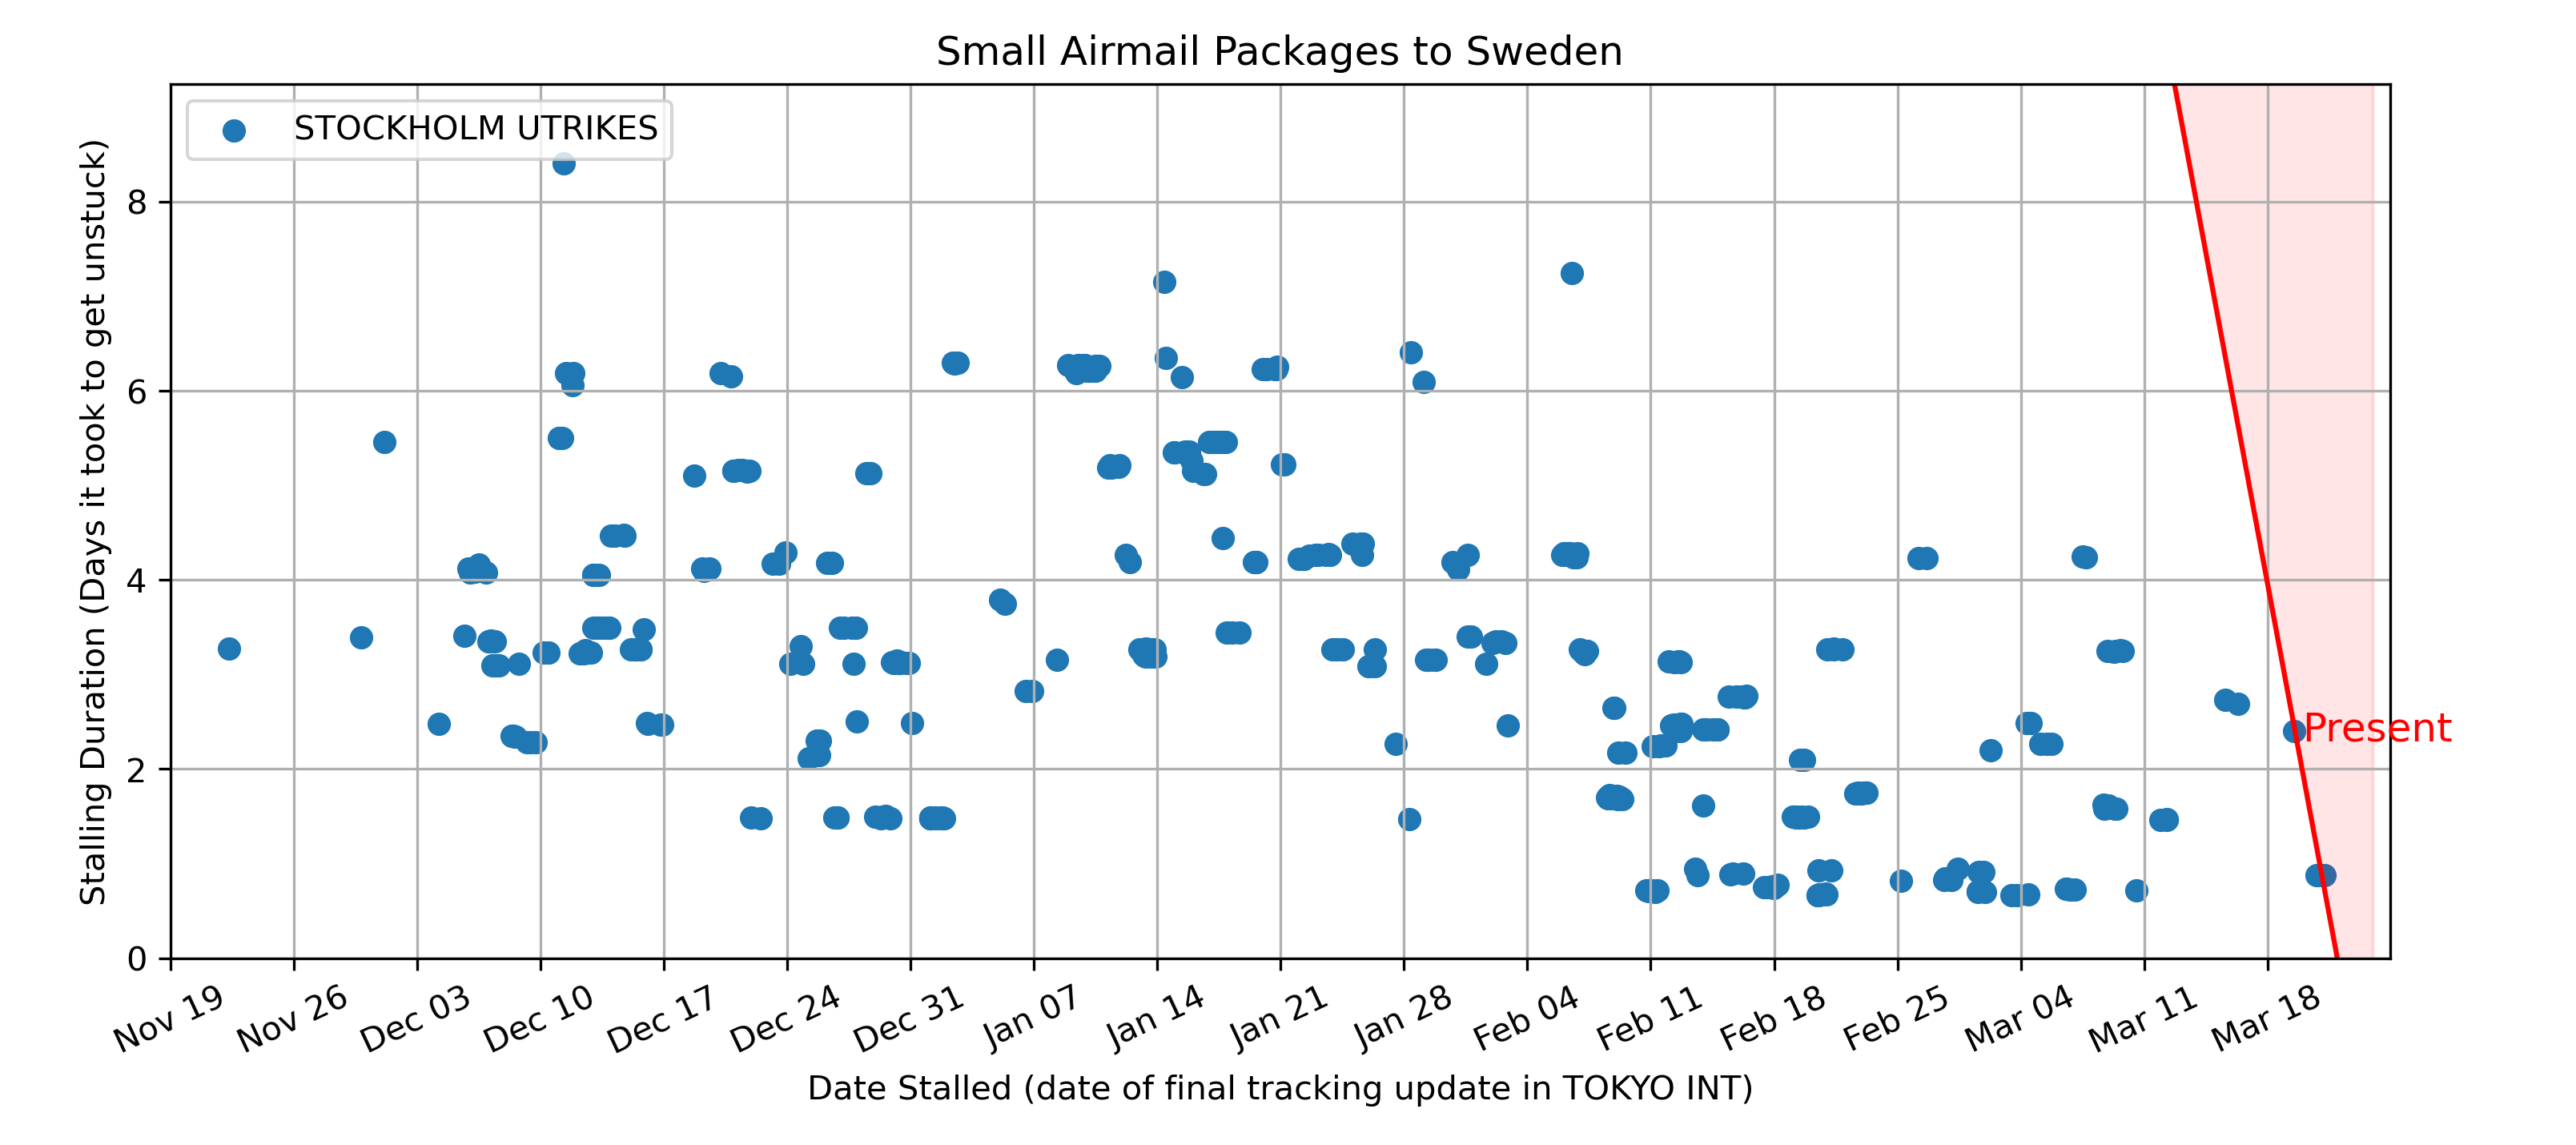 Small Airmail Packages to Sweden
STOCKHOLM UTRIKES
Stalling Duration (Days it took to get unstuck)
8
6
4
2
0
Present
Nov 19
Nov 26
Dec 03
Dec 10
Dec 17
Dec 24
Dec 31
Jan 07
Jan 14
Jan 21
Jan 28
Feb 04
Feb 11
Feb 18
Feb 25
Mar 04
Mar 11
Mar 18
Date Stalled (date of final tracking update in TOKYO INT)